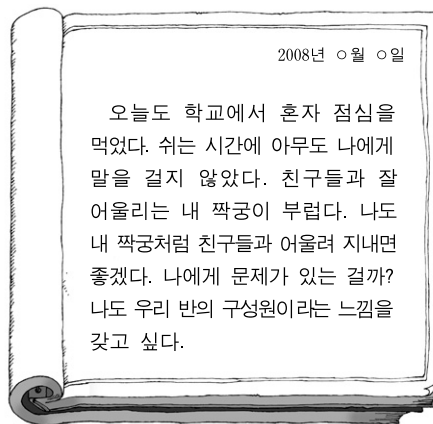 2008년 ○월 ○일
오늘도 학교에서 혼자 점심을
먹었다. 쉬는 시간에 아무도 나에게
말을 걸지 않았다. 친구들과 잘
어울리는 내 짝궁이 부럽다. 나도
내 짝궁처럼 친구들과 어울려 지내면
좋겠다. 나에게 문제가 있는 걸까?
나도 우리 반의 구성원이라는 느낌을
갖고 싶다.